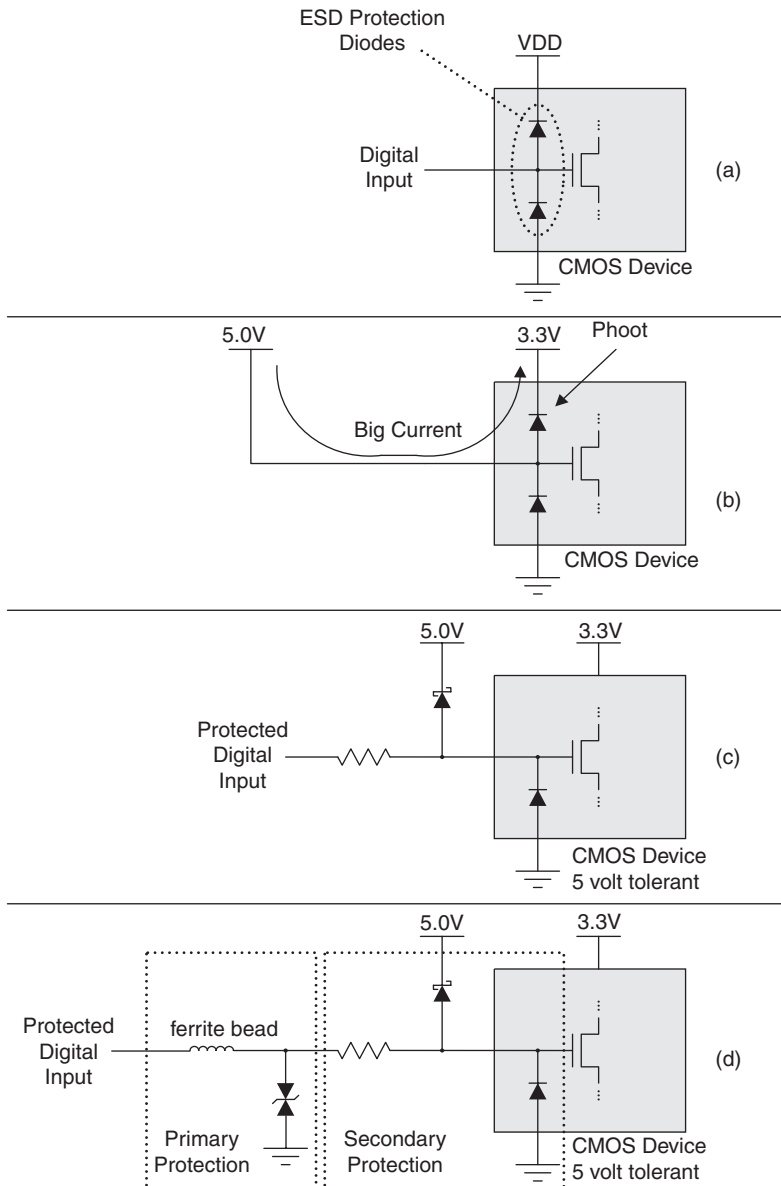 ESD Protection
Diodes
VDD
Digital
Input
(a)
CMOS Device
5.0V
3.3V
Phoot
Big Current
(b)
CMOS Device
5.0V
3.3V
Protected
Digital
Input
(c)
CMOS Device
5 volt tolerant
5.0V
3.3V
Protected
Digital
Input
ferrite bead
(d)
Primary
Protection
Secondary
Protection
CMOS Device
5 volt tolerant